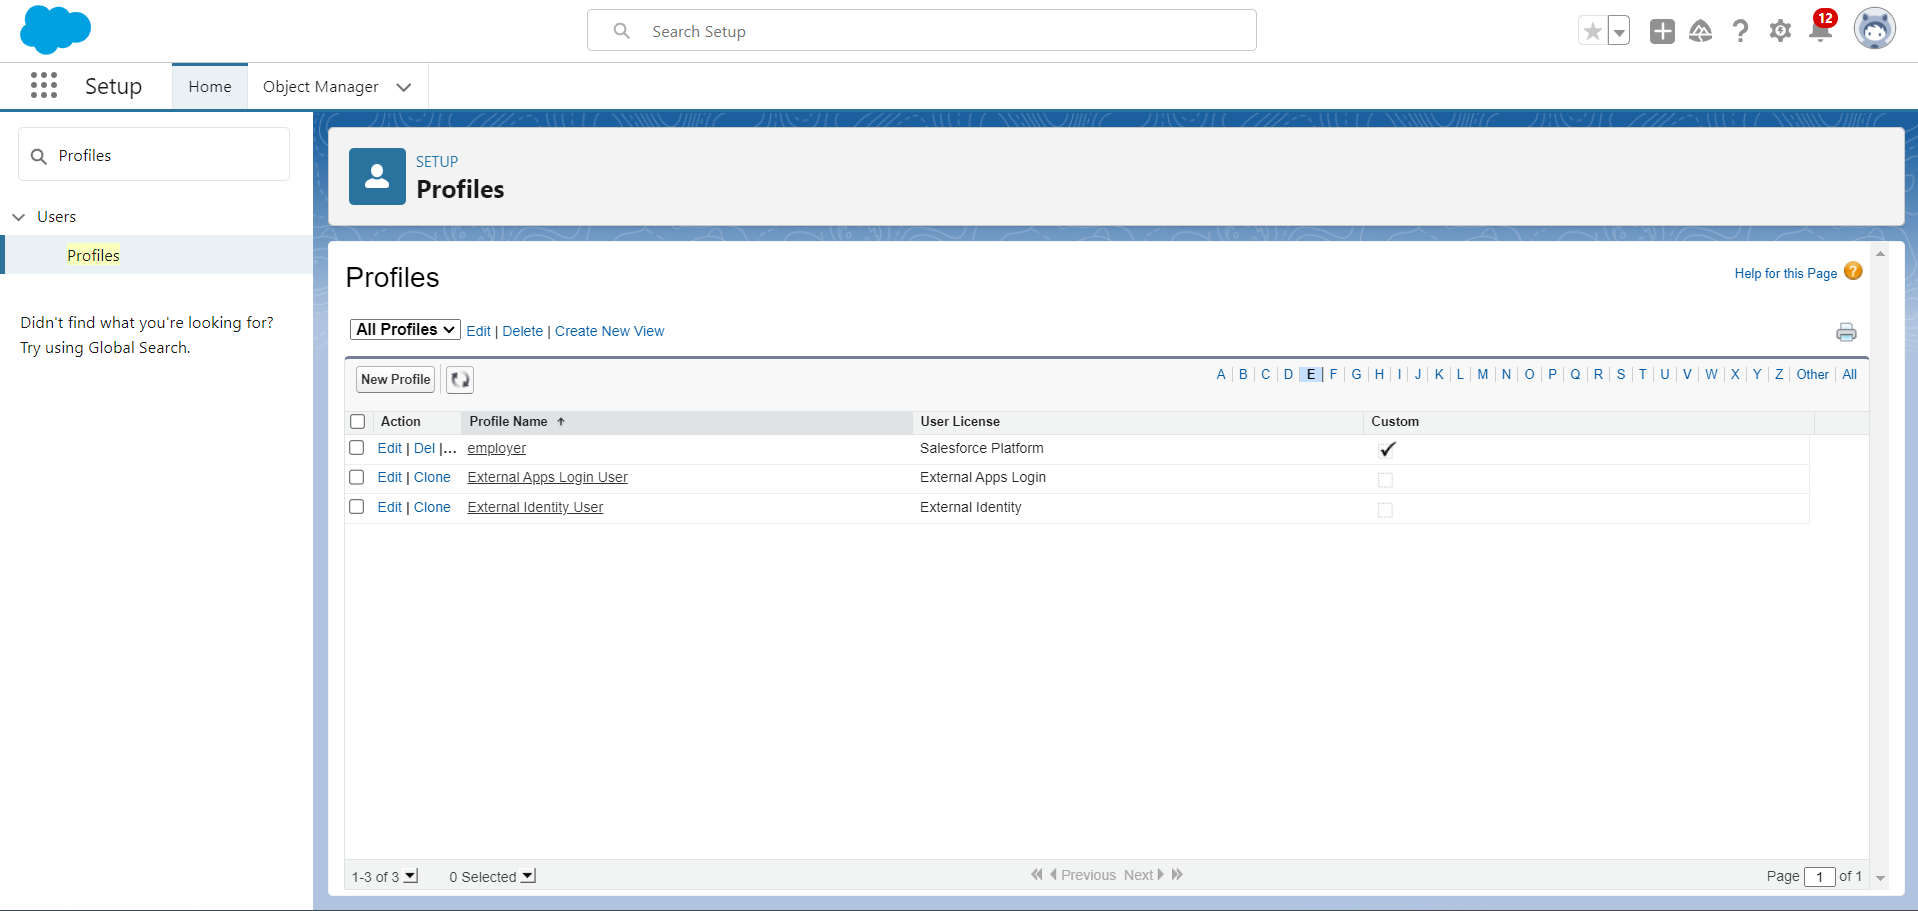 Search Setup
12
Setup
Home
Object Manager
Profiles
Users
Profiles
Didn't find what you're looking for?
Try using Global Search.
SETUP
Profiles
Profiles
Help for this Page ?
All Profiles Edit | Delete | Create New View
New Profile
A | B | C | D | E | F | G | H | I | J | K | L | M | N | O | P | Q | R | S | T | U | V | W | X | Y | Z | Other | All
Action Profile Name ↑ User License Custom
Edit | Del |... employer Salesforce Platform
Edit | Clone External Apps Login User External Apps Login
Edit | Clone External Identity User External Identity
1-3 of 3 0 Selected Previous Next Page 1 of 1